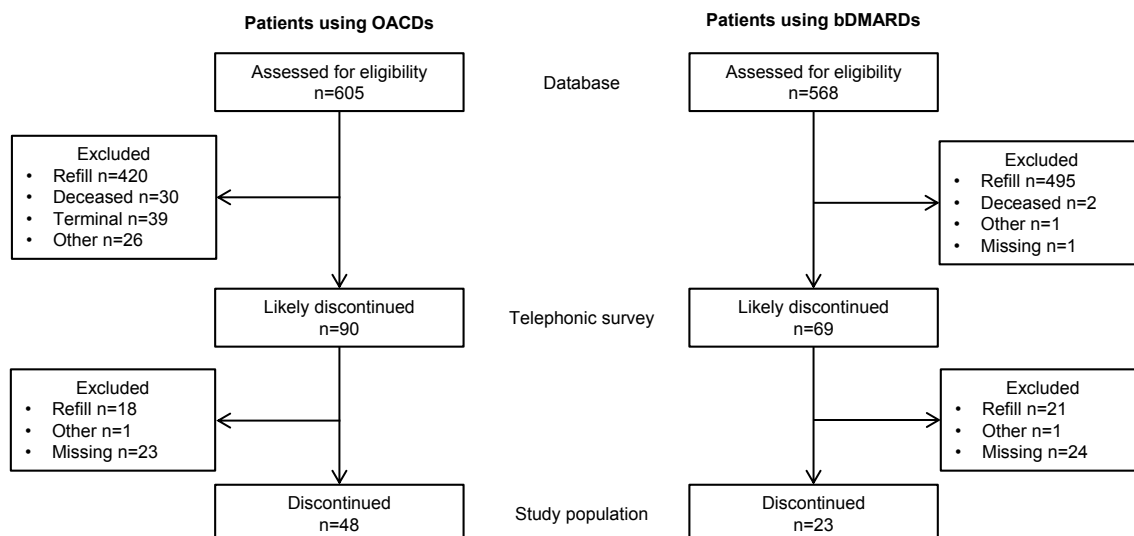 Patients using OACDs
Assessed for eligibility
n=605
Excluded
• Refill n=420
• Deceased n=30
• Terminal n=39
• Other n=26
Likely discontinued
n=90
Excluded
• Refill n=18
• Other n=1
• Missing n=23
Discontinued
n=48
Database
Telephonic survey
Study population
Patients using bDMARDs
Assessed for eligibility
n=568
Excluded
• Refill n=495
• Deceased n=2
• Other n=1
• Missing n=1
Likely discontinued
n=69
Excluded
• Refill n=21
• Other n=1
• Missing n=24
Discontinued
n=23